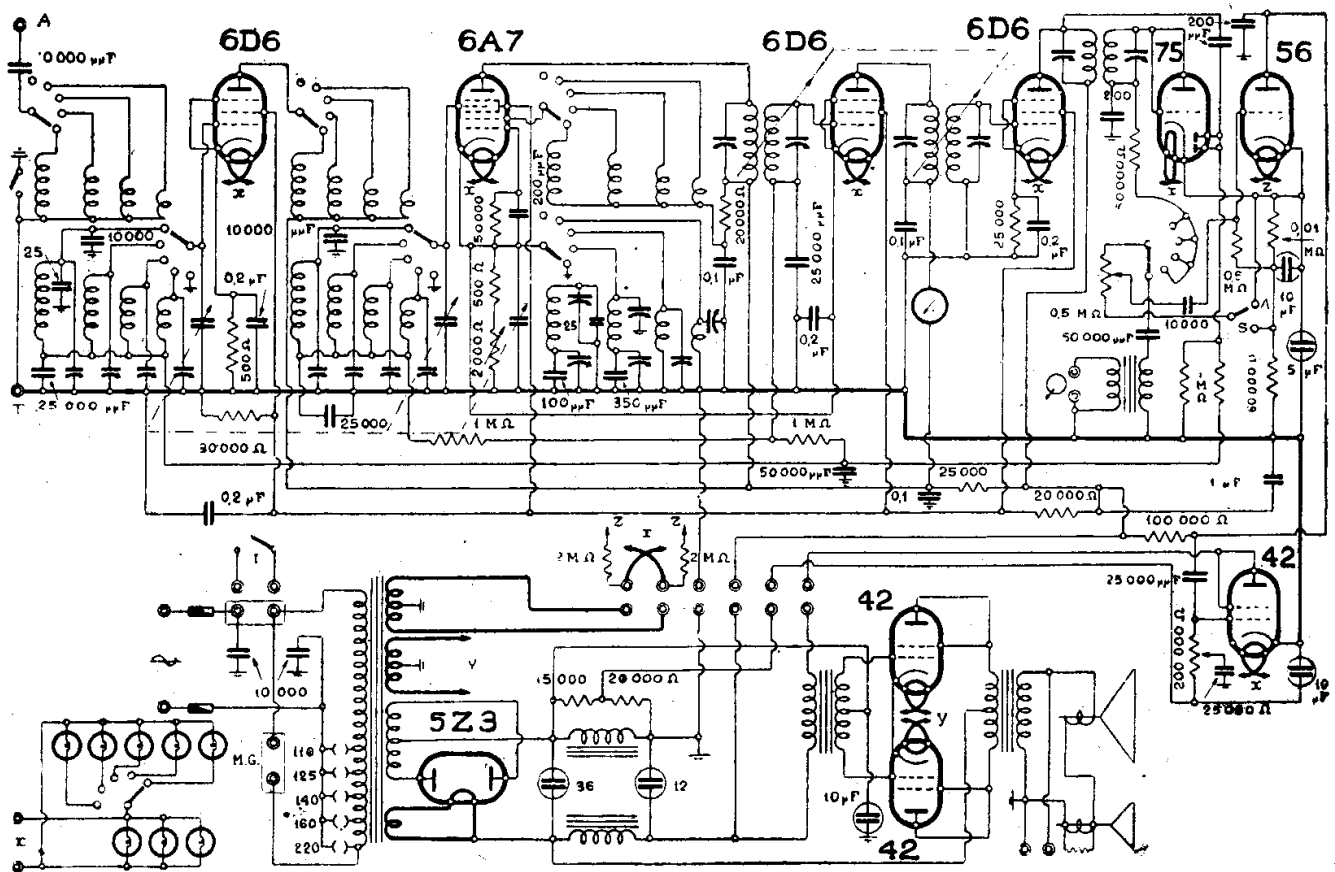 A
10000 µµF
6D6
6A7
6D6
6D6
75
56
200 µµF
200
x
x
x
x
x
z
50000 Ω
200 µµF
50000
20000 Ω
25000 µµF
0,1 µF
25000
0,2 µF
0,01 MΩ
0,5 MΩ
10 µF
25
10000
10000
µµF
0,2 µF
500 Ω
500 Ω
2000 Ω
25
0,1 µF
0,2 µF
0,5 MΩ
10000
S
5 µF
50000 µµF
60000 Ω
1 MΩ
T
25000 µµF
25000
100 µµF
350 µµF
30000 Ω
1 MΩ
1 MΩ
50000 µµF
0,1
25000
20000 Ω
1 µF
0,2 µF
100000 Ω
I
z
x
z
2 MΩ
2 MΩ
42
25000 µµF
200000 Ω
25000 Ω
x
10 µF
10000
y
15000
20000 Ω
5Z3
36
12
42
y
42
10 µF
M.G.
110
125
140
160
220
x